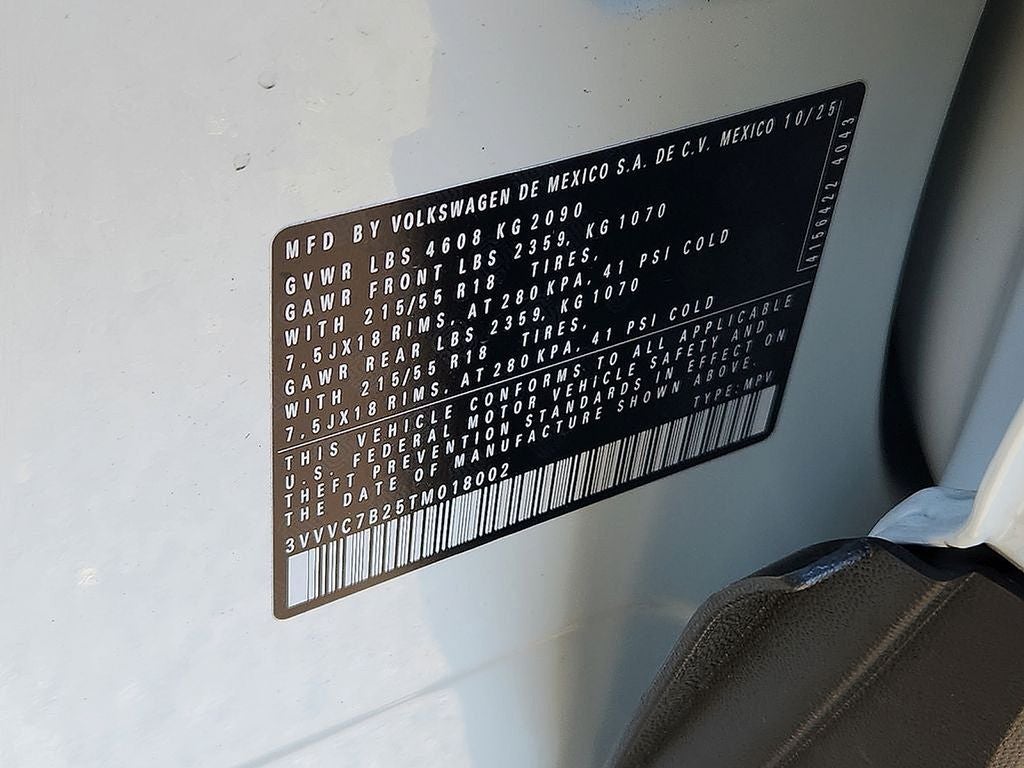 MFD BY VOLKSWAGEN DE MEXICO S.A. DE C.V. MEXICO 10/25
GVWR LBS 4608 KG 2090
GAWR FRONT LBS 2359, KG 1070
WITH 215/55 R18 TIRES,
7,5JX18 RIMS, AT 280 KPA, 41 PSI COLD
GAWR REAR LBS 2359, KG 1070
WITH 215/55 R18 TIRES,
7,5JX18 RIMS, AT 280 KPA, 41 PSI COLD
THIS VEHICLE CONFORMS TO ALL APPLICABLE
U.S. FEDERAL MOTOR VEHICLE SAFETY AND
THEFT PREVENTION STANDARDS IN EFFECT ON
THE DATE OF MANUFACTURE SHOWN ABOVE.
3VVVC7B25TM018002 TYPE: MPV
4156422 4043